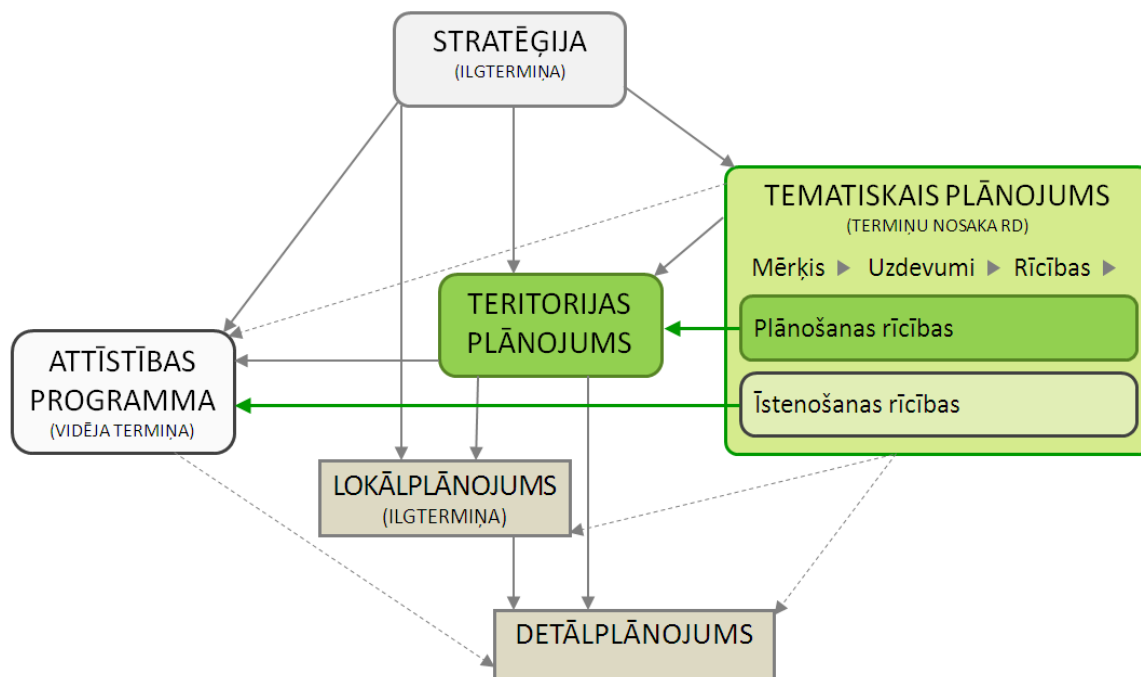 STRATĒĢIJA
(ILGTERMIŅA)
TEMATISKAIS PLĀNOJUMS
(TERMIŅU NOSAKA RD)
Mērķis Uzdevumi Rīcības
Plānošanas rīcības
Īstenošanas rīcības
TERITORIJAS
PLĀNOJUMS
ATTĪSTĪBAS
PROGRAMMA
(VIDĒJA TERMIŅA)
LOKĀLPLĀNOJUMS
(ILGTERMIŅA)
DETĀLPLĀNOJUMS